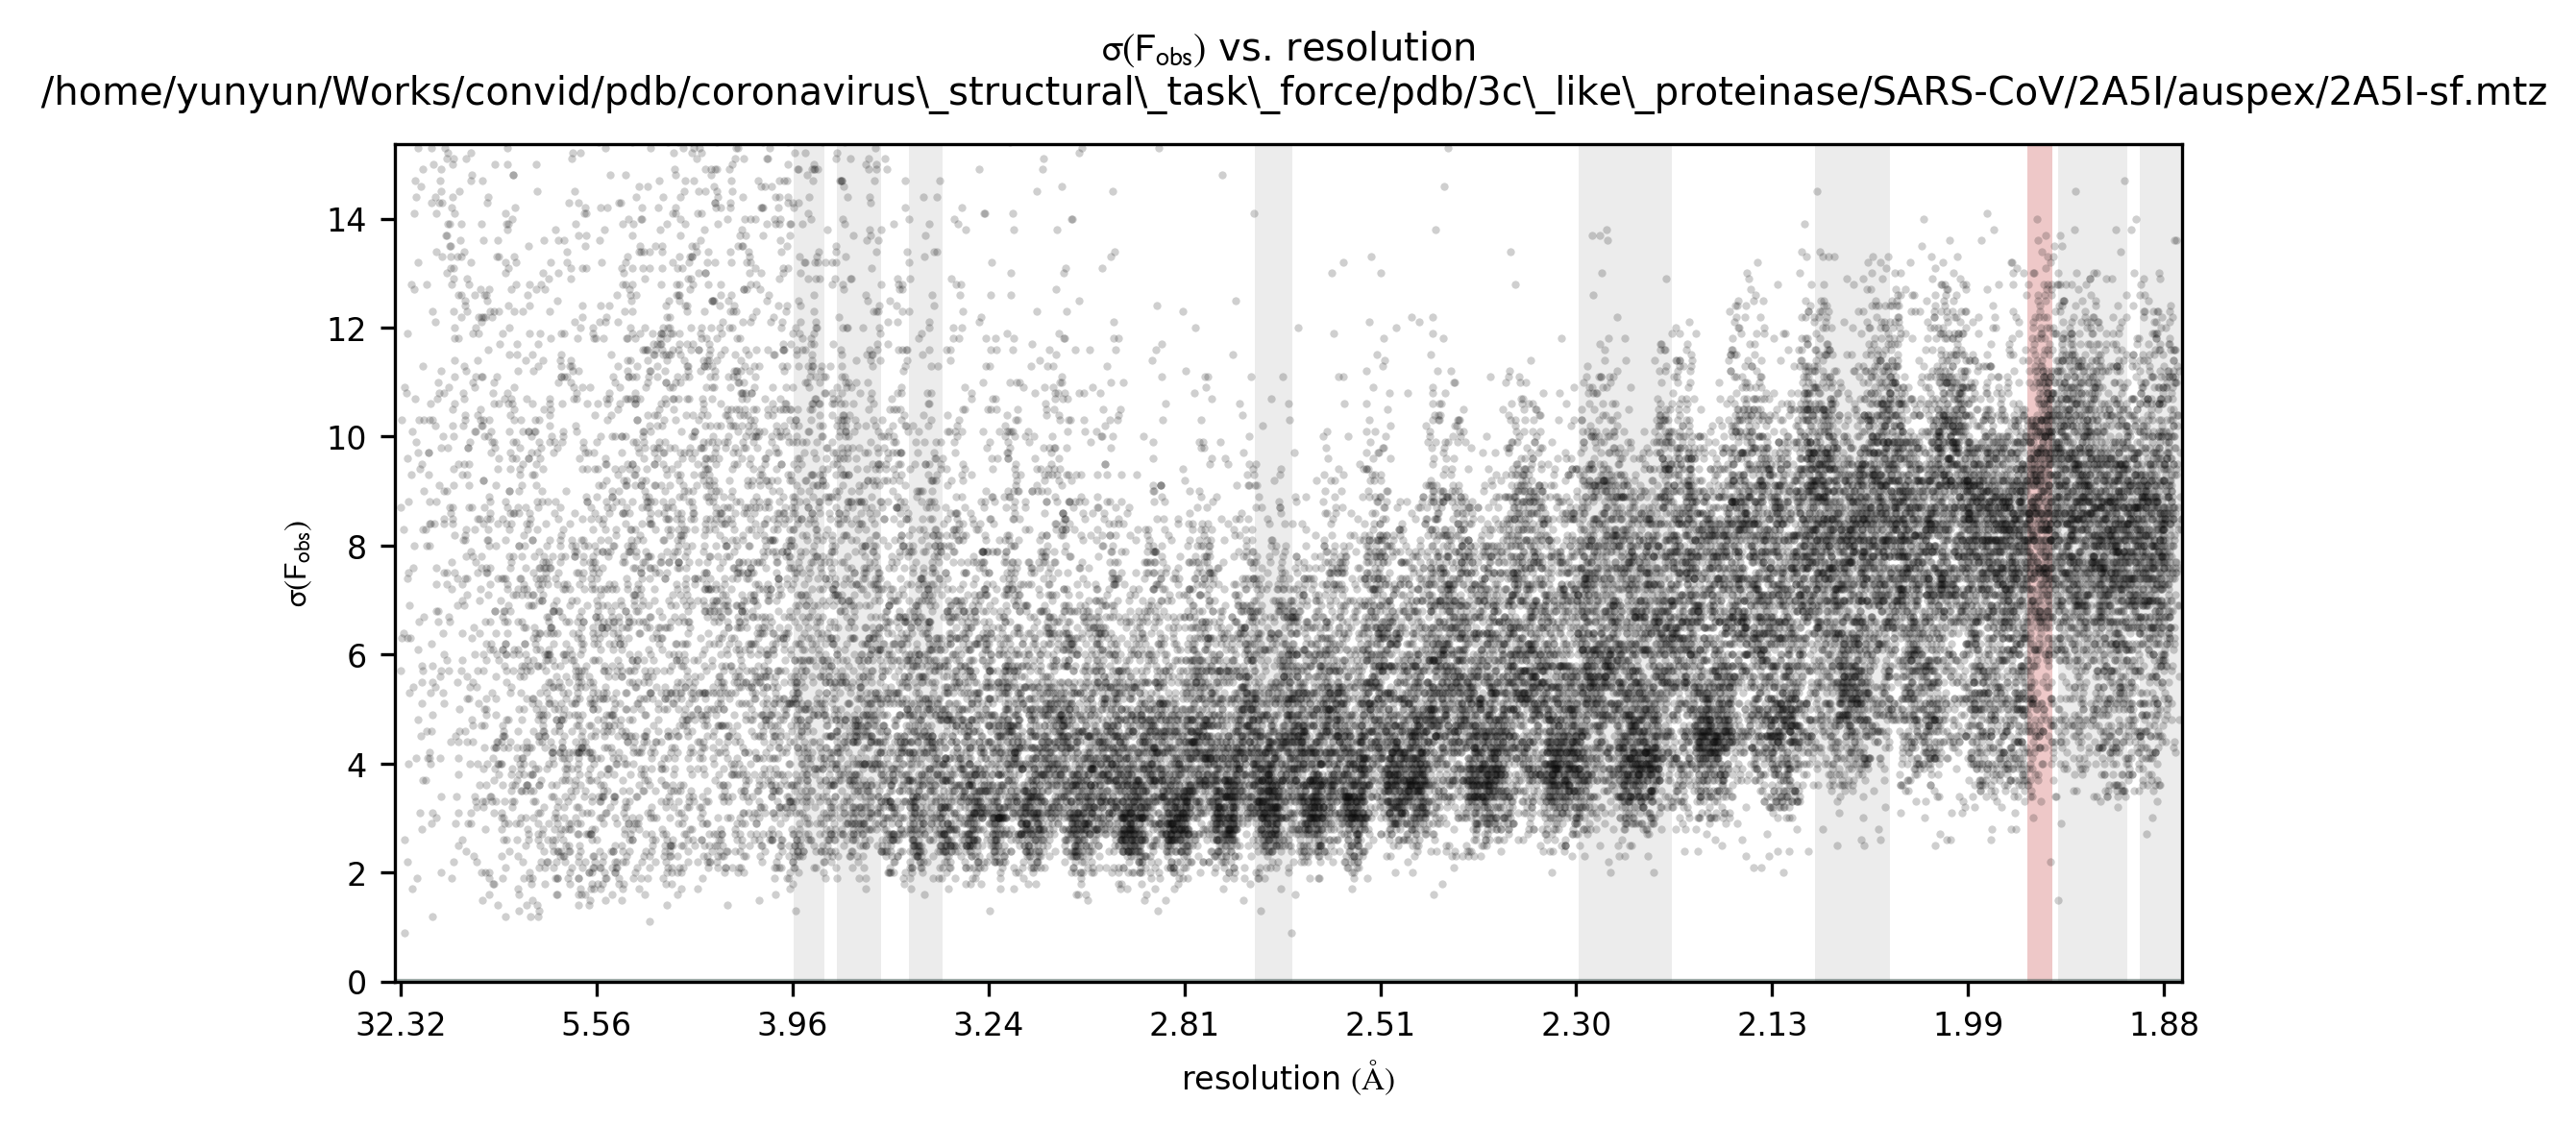 σ(Fobs) vs. resolution
/home/yunyun/Works/convid/pdb/coronavirus\_structural\_task\_force/pdb/3c\_like\_proteinase/SARS-CoV/2A5I/auspex/2A5I-sf.mtz
14
12
10
8
6
4
2
0
σ(Fobs)
32.32 5.56 3.96 3.24 2.81 2.51 2.30 2.13 1.99 1.88
resolution (Å)